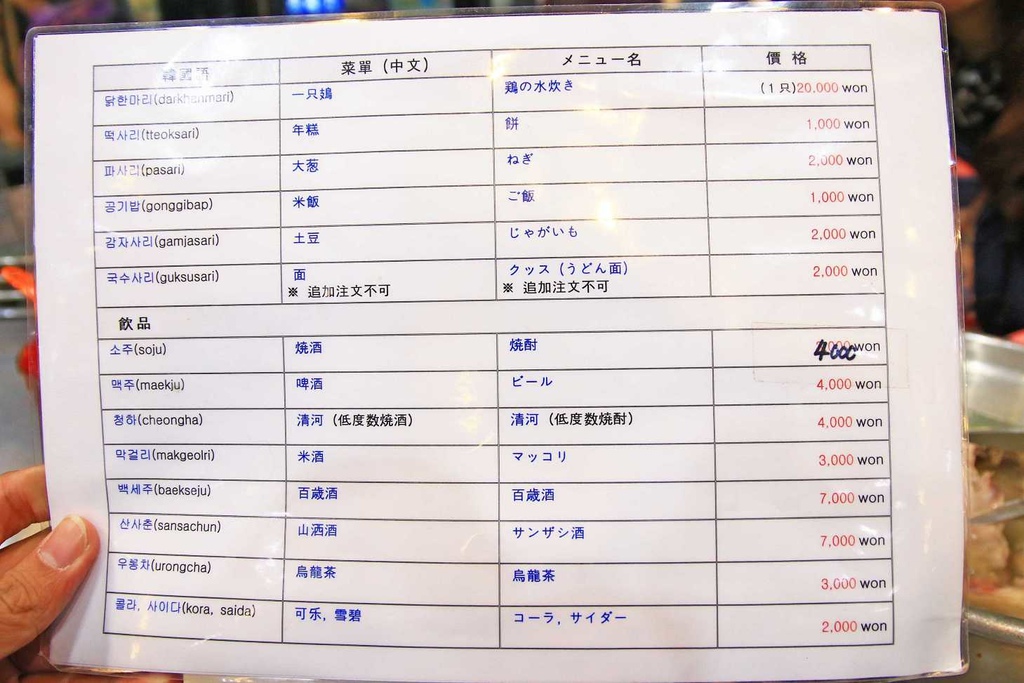 韓國語 菜單 (中文) メニュー名 價 格
닭한마리(darkhanmari) 一只鶏 鶏の水炊き (1 只)20,000 won
떡사리(tteoksari) 年糕 餅 1,000 won
파사리(pasari) 大葱 ねぎ 2,000 won
공기밥(gonggibap) 米飯 ご飯 1,000 won
감자사리(gamjasari) 土豆 じゃがいも 2,000 won
국수사리(guksusari) 面 クッス (うどん面) 2,000 won
※ 追加注文不可 ※ 追加注文不可
飲品
소주(soju) 焼酒 焼酎 4000 won
맥주(maekju) 啤酒 ビール 4,000 won
청하(cheongha) 清河 (低度数焼酒) 清河 (低度数焼酎) 4,000 won
막걸리(makgeolri) 米酒 マッコリ 3,000 won
백세주(baekseju) 百歳酒 百歳酒 7,000 won
산사춘(sansachun) 山洒酒 サンザシ酒 7,000 won
우롱차(urongcha) 烏龍茶 烏龍茶 3,000 won
콜라, 사이다(kora, saida) 可乐, 雪碧 コーラ, サイダー 2,000 won